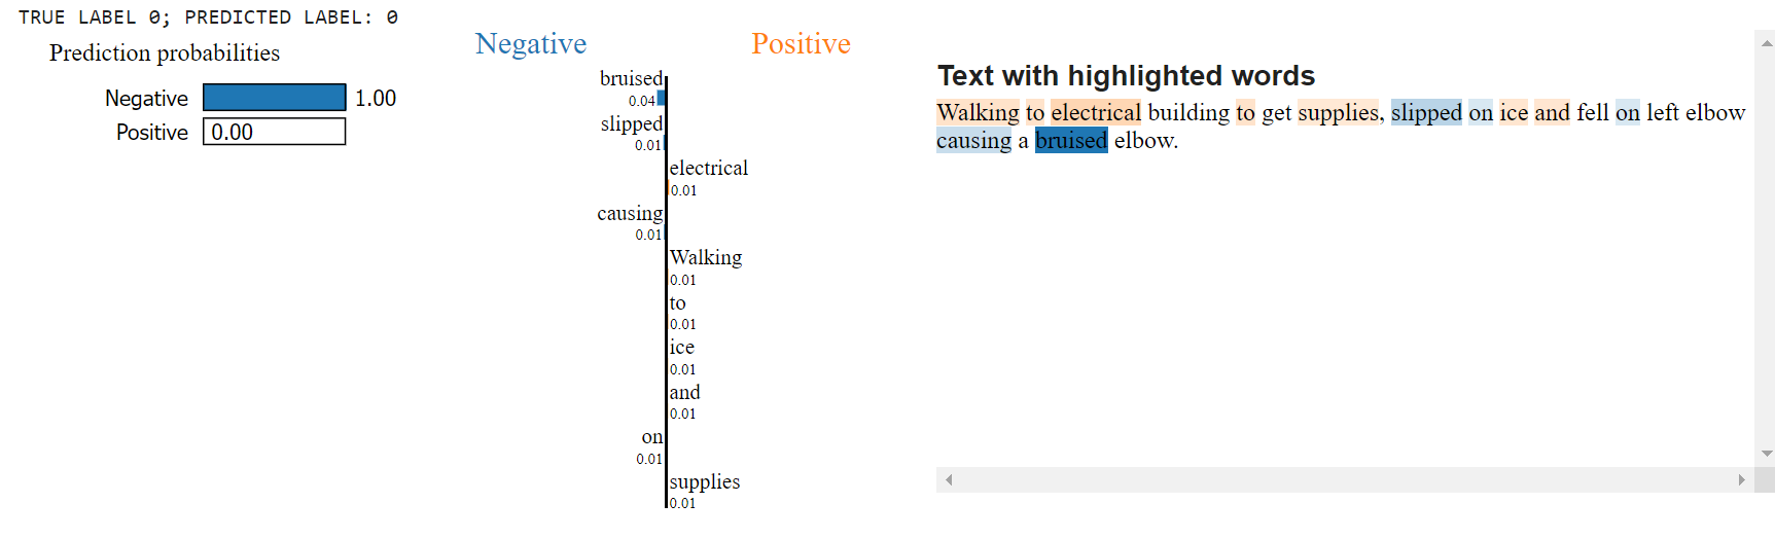 TRUE LABEL 0; PREDICTED LABEL: 0
Prediction probabilities
Negative 1.00
Positive 0.00
Negative Positive
bruised
0.04
slipped
0.01
electrical
0.01
causing
0.01
Walking
0.01
to
0.01
ice
0.01
and
0.01
on
0.01
supplies
0.01
Text with highlighted words
Walking to electrical building to get supplies, slipped on ice and fell on left elbow
causing a bruised elbow.